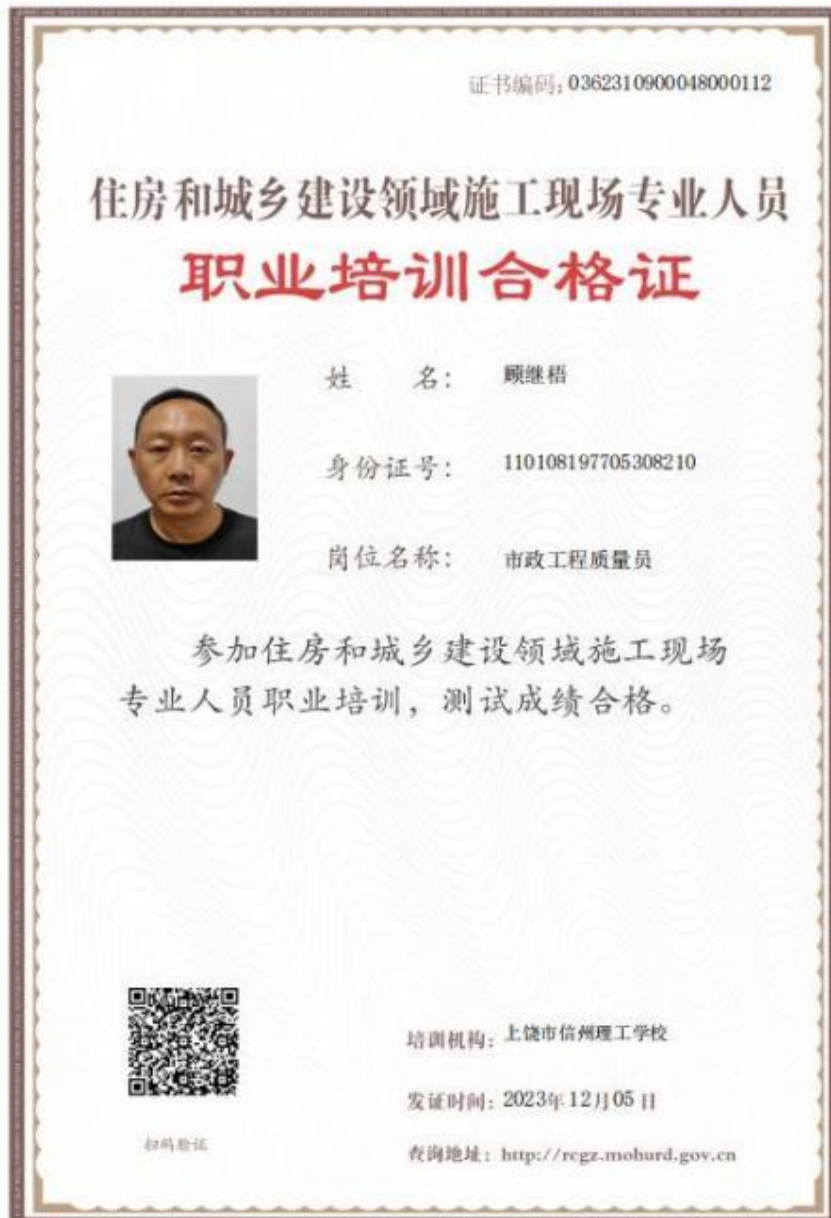 证书编码：0362310900048000112
住房和城乡建设领域施工现场专业人员
职业培训合格证
姓 名： 顾继梧
身份证号： 110108197705308210
岗位名称： 市政工程质量员
参加住房和城乡建设领域施工现场
专业人员职业培训，测试成绩合格。
培训机构：上饶市信州理工学校
发证时间：2023年12月05日
扫码验证
查询地址：http://rcgz.mohurd.gov.cn